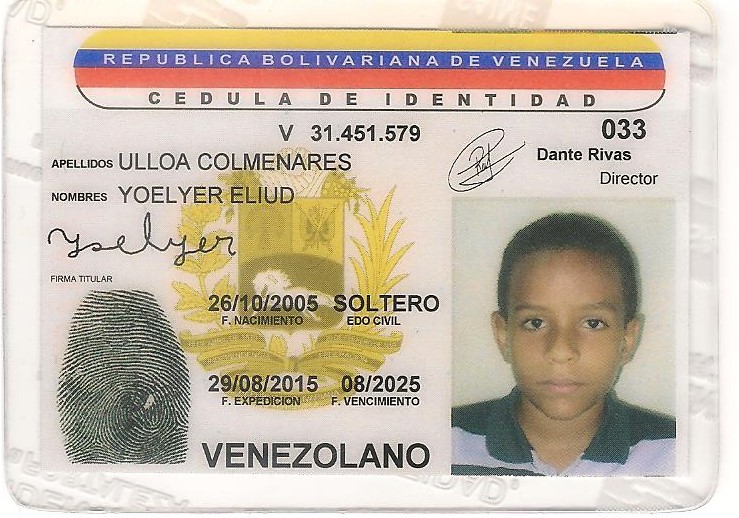 REPUBLICA BOLIVARIANA DE VENEZUELA
CEDULA DE IDENTIDAD
V 31.451.579 033
APELLIDOS ULLOA COLMENARES
Dante Rivas
Director
NOMBRES YOELYER ELIUD
Yoelyer
FIRMA TITULAR
26/10/2005 SOLTERO
F. NACIMIENTO EDO CIVIL
29/08/2015 08/2025
F. EXPEDICION F. VENCIMIENTO
VENEZOLANO